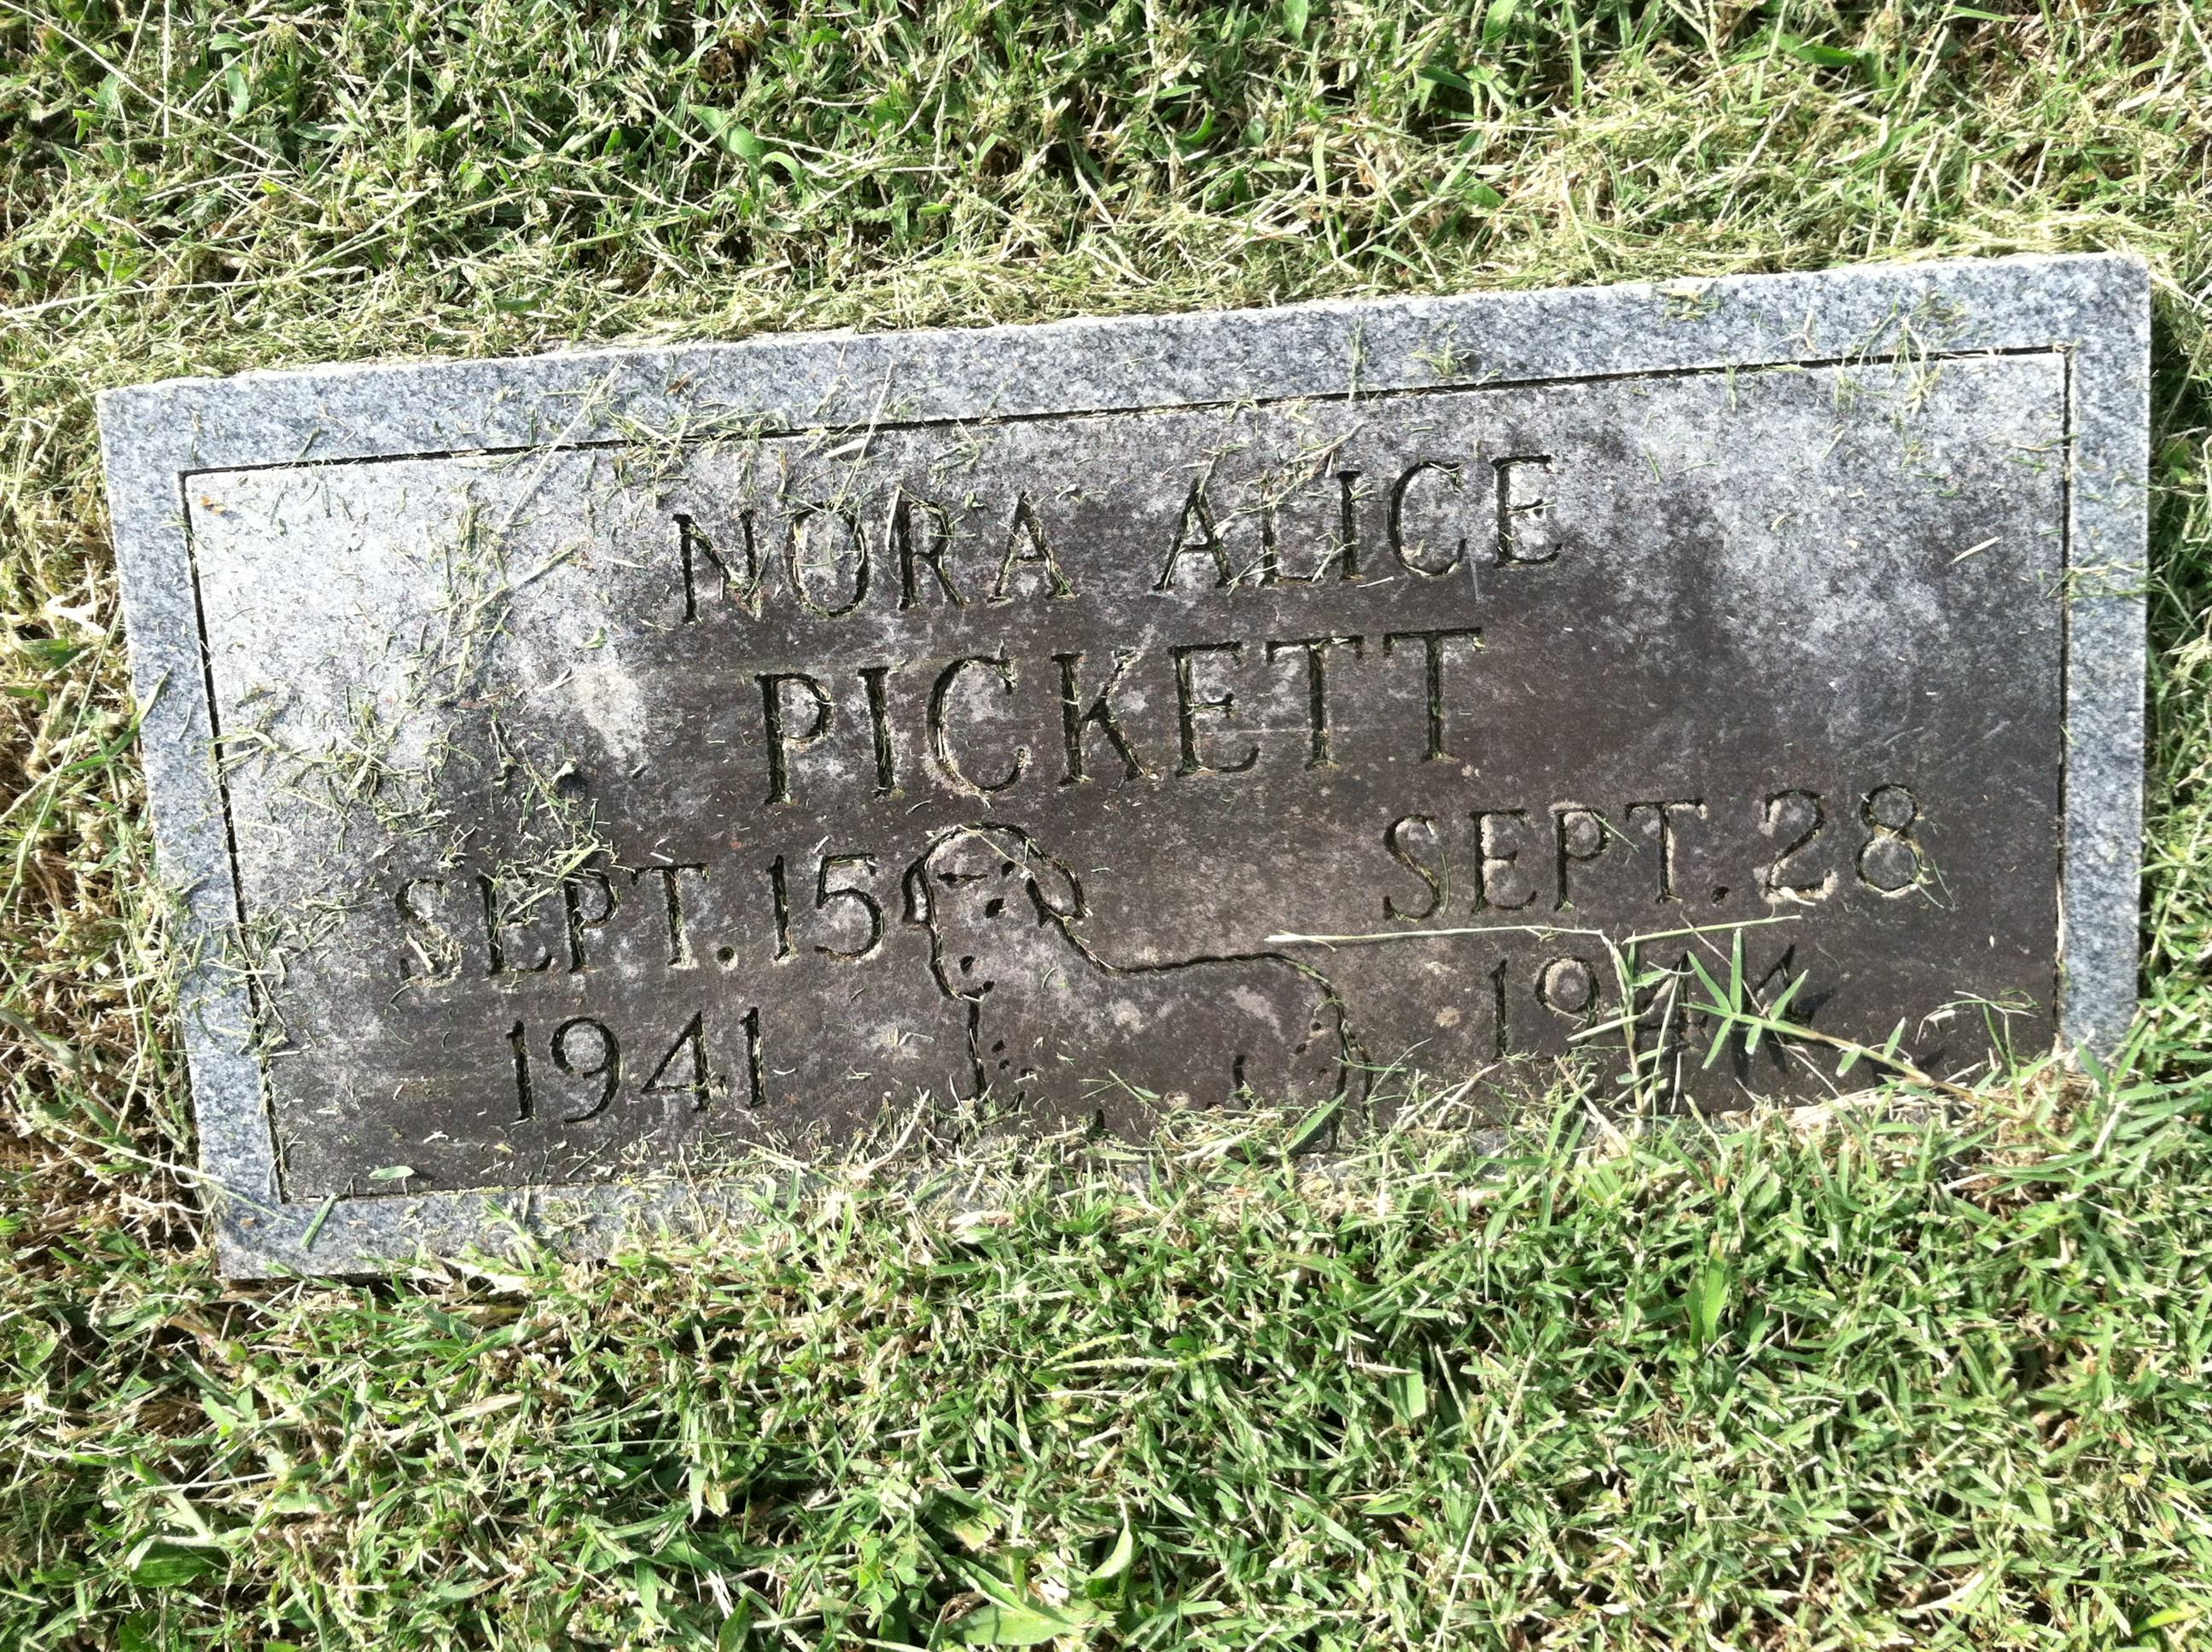 NORA ALICE
PICKETT
SEPT. 15 SEPT. 28
1941